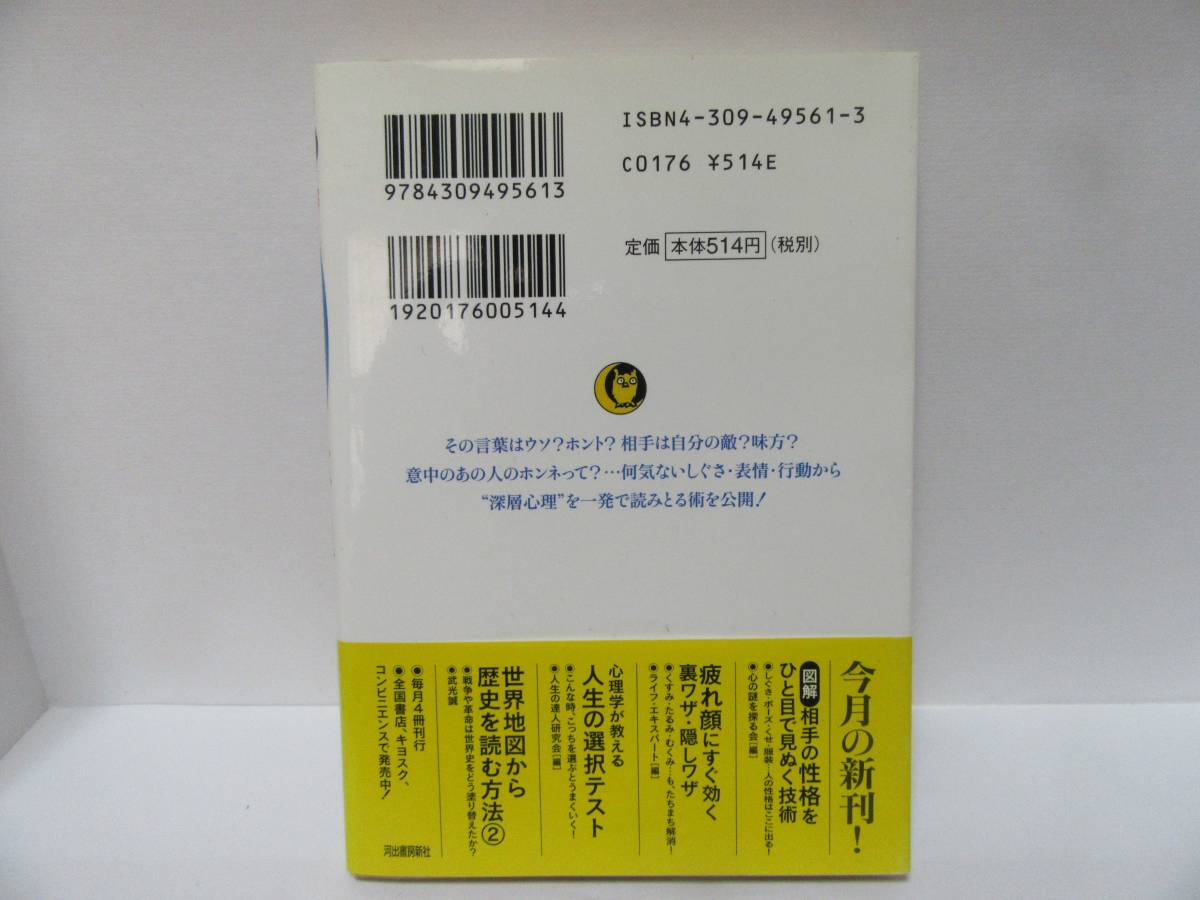 ISBN4-309-49561-3
C0176 ¥514E
9784309495613
定価 本体514円(税別)
1920176005144
その言葉はウソ?ホント? 相手は自分の敵?味方?
意中のあの人のホンネって?…何気ないしぐさ・表情・行動から
“深層心理”を一発で読みとる術を公開!
今月の新刊!
図解 相手の性格を
ひと目で見ぬく技術
●しぐさ・ポーズ・くせ・服装…人の性格はここに出る!
●心の謎を探る会[編]
疲れ顔にすぐ効く
裏ワザ・隠しワザ
●くすみ・たるみ・むくみ…も、たちまち解消!
●ライフ・エキスパート[編]
心理学が教える
人生の選択テスト
●こんな時、こっちを選ぶとうまくいく!
●人生の達人研究会[編]
世界地図から
歴史を読む方法②
●戦争や革命は世界史をどう塗り替えたか?
●武光誠
●毎月4冊刊行
●全国書店、キヨスク、
コンビニエンスで発売中!
河出書房新社